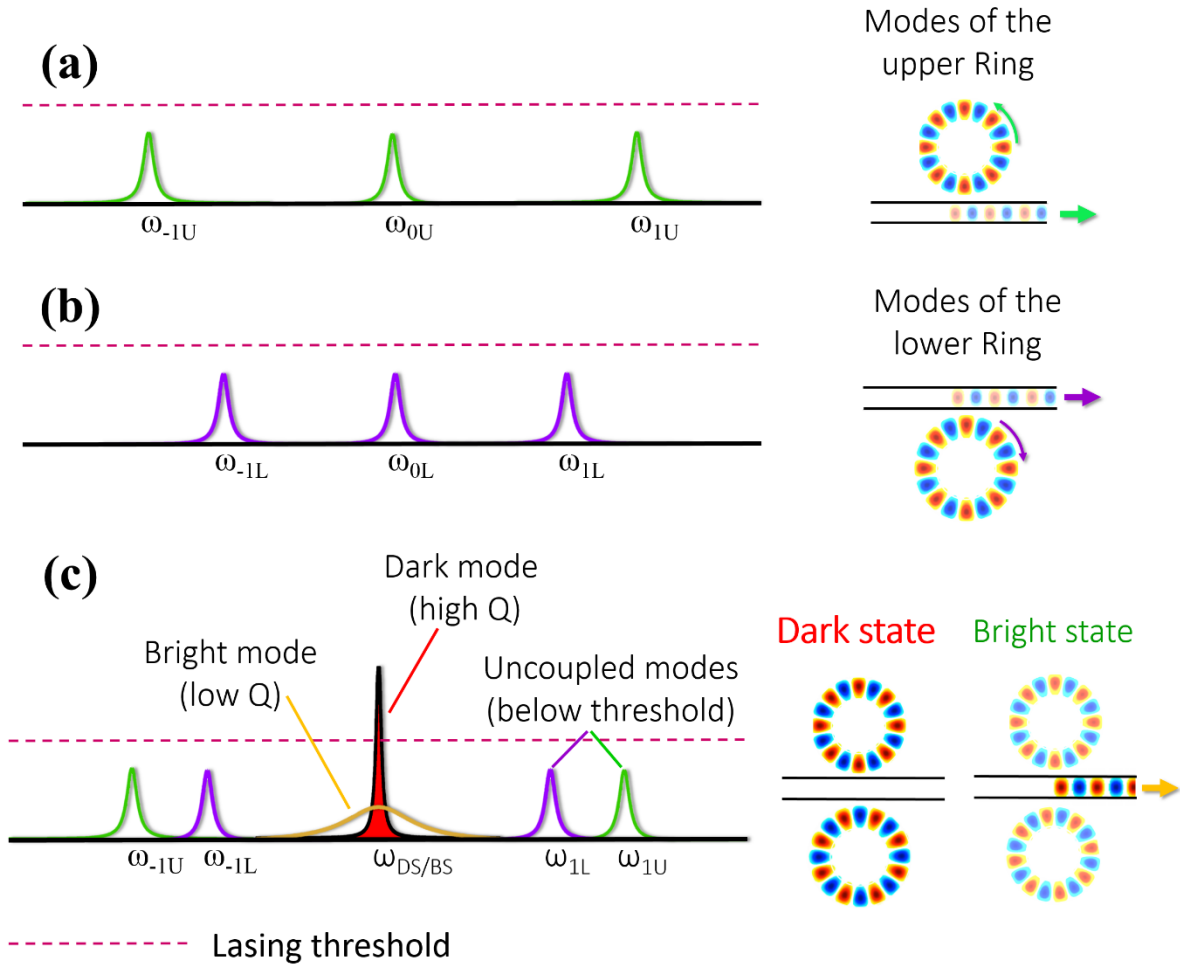 (a)
Modes of the
upper Ring
ω-1U
ω0U
ω1U
(b)
Modes of the
lower Ring
ω-1L
ω0L
ω1L
(c)
Dark mode
(high Q)
Bright mode
(low Q)
Uncoupled modes
(below threshold)
Dark state
Bright state
ω-1U
ω-1L
ωDS/BS
ω1L
ω1U
Lasing threshold